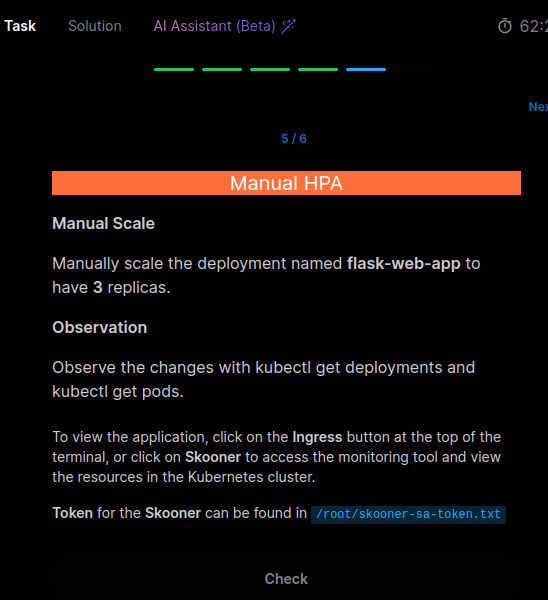 Task Solution AI Assistant (Beta)
5 / 6
Manual HPA
Manual Scale
Manually scale the deployment named flask-web-app to
have 3 replicas.
Observation
Observe the changes with kubectl get deployments and
kubectl get pods.
To view the application, click on the Ingress button at the top of the
terminal, or click on Skooner to access the monitoring tool and view
the resources in the Kubernetes cluster.
Token for the Skooner can be found in /root/skooner-sa-token.txt
Check